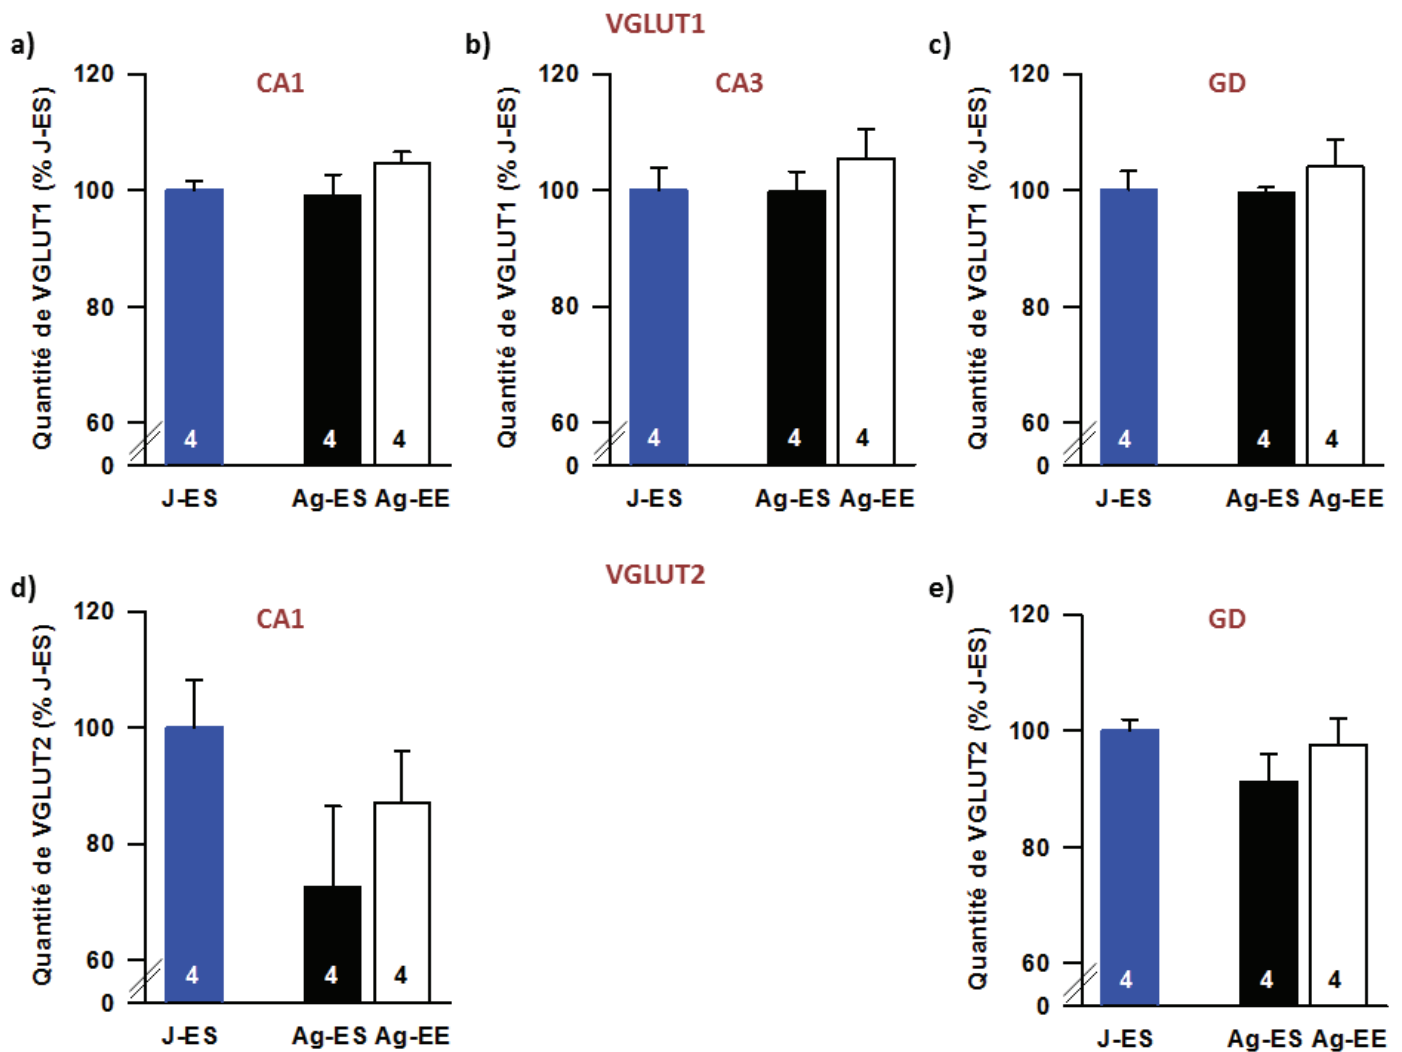 VGLUT1
a)
CA1
Quantité de VGLUT1 (% J-ES)
120
100
80
60
0
4
4
4
J-ES Ag-ES Ag-EE
b)
CA3
Quantité de VGLUT1 (% J-ES)
120
100
80
60
0
4
4
4
J-ES Ag-ES Ag-EE
c)
GD
Quantité de VGLUT1 (% J-ES)
120
100
80
60
0
4
4
4
J-ES Ag-ES Ag-EE
VGLUT2
d)
CA1
Quantité de VGLUT2 (% J-ES)
120
100
80
60
0
4
4
4
J-ES Ag-ES Ag-EE
e)
GD
Quantité de VGLUT2 (% J-ES)
120
100
80
60
0
4
4
4
J-ES Ag-ES Ag-EE